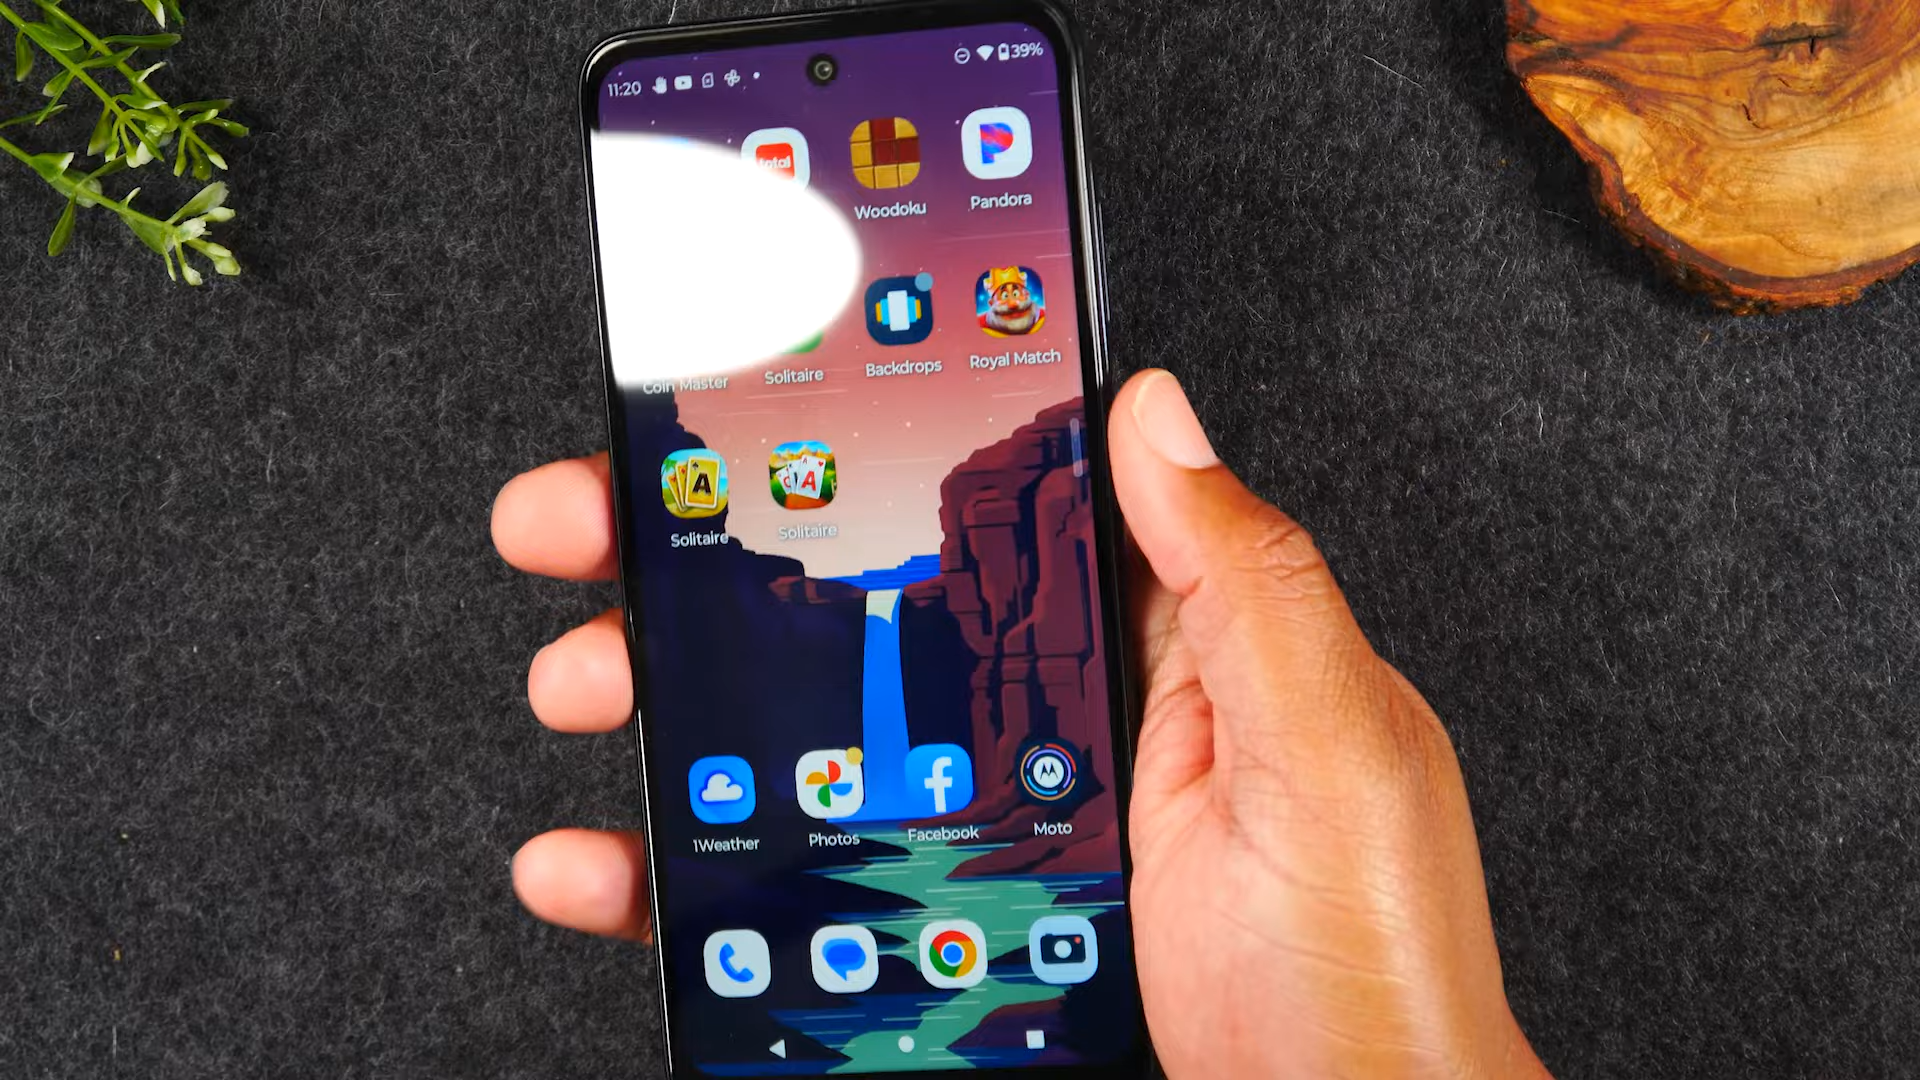 11:20 39%
Woodoku Pandora
Coin Master Solitaire Backdrops Royal Match
Solitaire Solitaire
1Weather Photos Facebook Moto